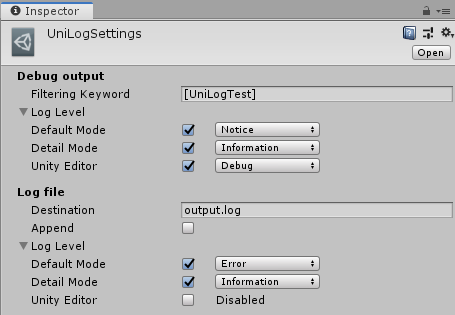 Inspector
UniLogSettings
Open
Debug output
Filtering Keyword [UniLogTest]
Log Level
Default Mode Notice
Detail Mode Information
Unity Editor Debug
Log file
Destination output.log
Append
Log Level
Default Mode Error
Detail Mode Information
Unity Editor Disabled